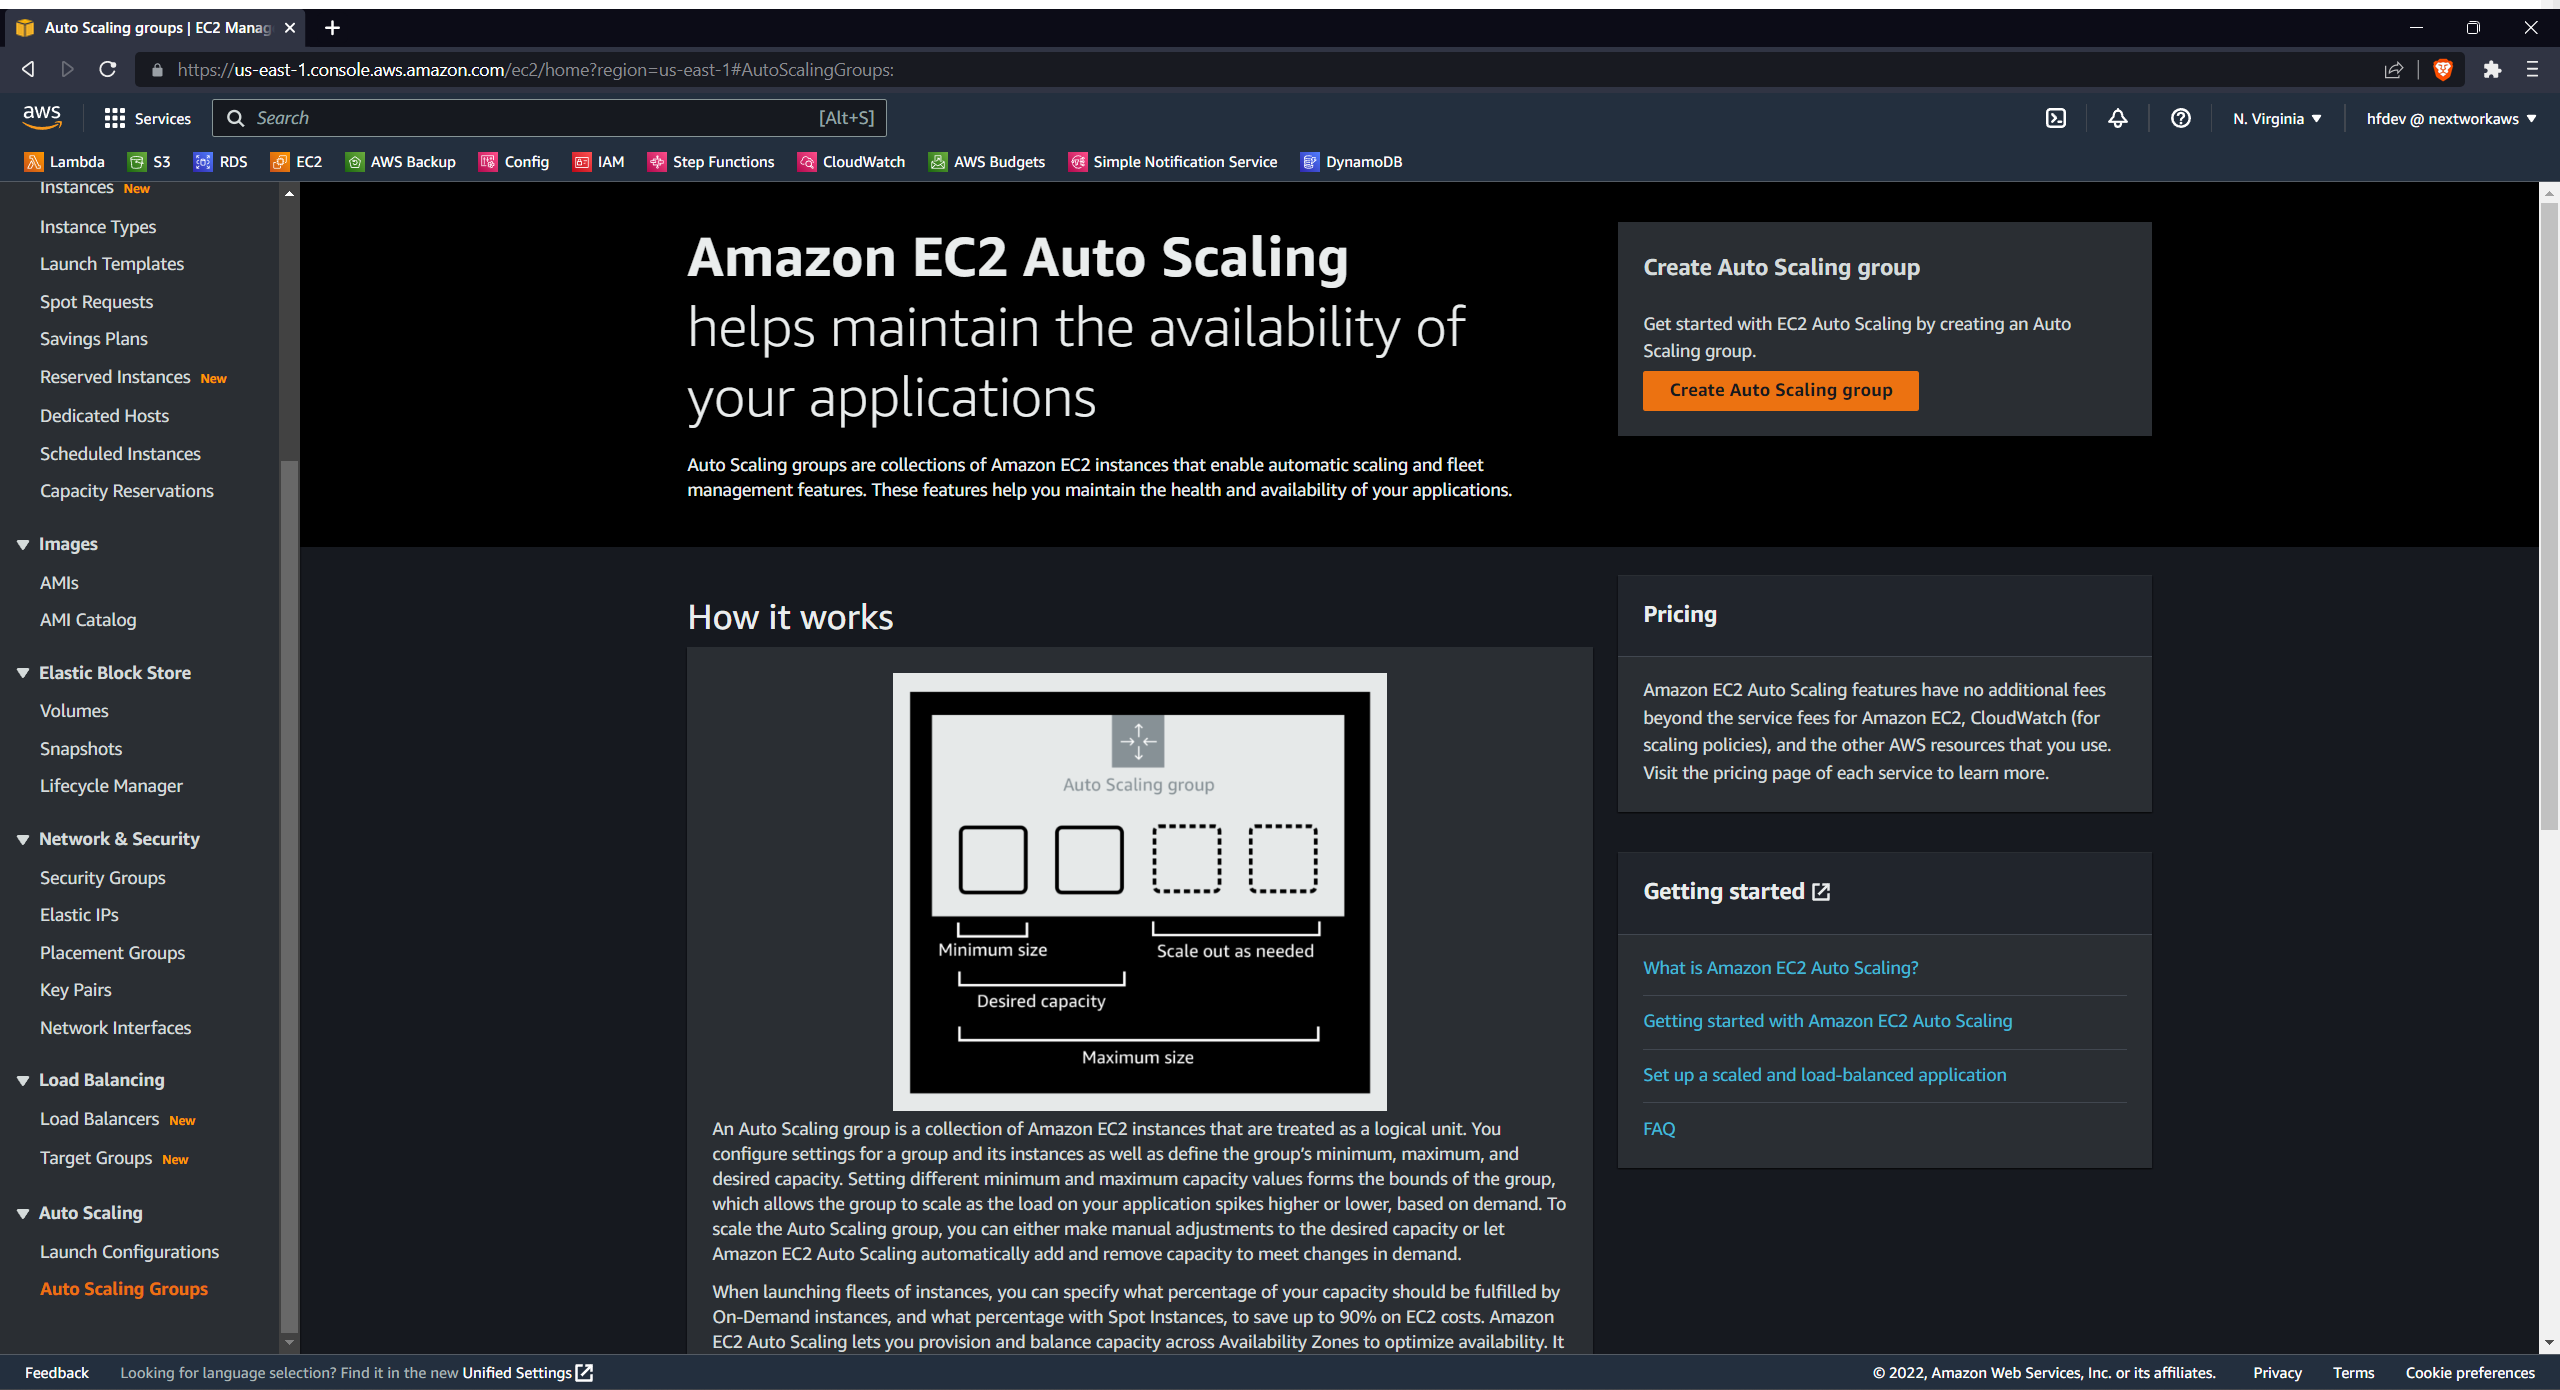 Auto Scaling groups | EC2 Manag
https://us-east-1.console.aws.amazon.com/ec2/home?region=us-east-1#AutoScalingGroups:
aws
Services
Search
[Alt+S]
N. Virginia
hfdev @ nextworkaws
Lambda
S3
RDS
EC2
AWS Backup
Config
IAM
Step Functions
CloudWatch
AWS Budgets
Simple Notification Service
DynamoDB
Instances New
Instance Types
Launch Templates
Spot Requests
Savings Plans
Reserved Instances New
Dedicated Hosts
Scheduled Instances
Capacity Reservations
Images
AMIs
AMI Catalog
Elastic Block Store
Volumes
Snapshots
Lifecycle Manager
Network & Security
Security Groups
Elastic IPs
Placement Groups
Key Pairs
Network Interfaces
Load Balancing
Load Balancers New
Target Groups New
Auto Scaling
Launch Configurations
Auto Scaling Groups
Amazon EC2 Auto Scaling
helps maintain the availability of
your applications
Auto Scaling groups are collections of Amazon EC2 instances that enable automatic scaling and fleet
management features. These features help you maintain the health and availability of your applications.
Create Auto Scaling group
Get started with EC2 Auto Scaling by creating an Auto
Scaling group.
Create Auto Scaling group
How it works
Auto Scaling group
Minimum size
Scale out as needed
Desired capacity
Maximum size
An Auto Scaling group is a collection of Amazon EC2 instances that are treated as a logical unit. You
configure settings for a group and its instances as well as define the group's minimum, maximum, and
desired capacity. Setting different minimum and maximum capacity values forms the bounds of the group,
which allows the group to scale as the load on your application spikes higher or lower, based on demand. To
scale the Auto Scaling group, you can either make manual adjustments to the desired capacity or let
Amazon EC2 Auto Scaling automatically add and remove capacity to meet changes in demand.
When launching fleets of instances, you can specify what percentage of your capacity should be fulfilled by
On-Demand instances, and what percentage with Spot Instances, to save up to 90% on EC2 costs. Amazon
EC2 Auto Scaling lets you provision and balance capacity across Availability Zones to optimize availability. It
Pricing
Amazon EC2 Auto Scaling features have no additional fees
beyond the service fees for Amazon EC2, CloudWatch (for
scaling policies), and the other AWS resources that you use.
Visit the pricing page of each service to learn more.
Getting started
What is Amazon EC2 Auto Scaling?
Getting started with Amazon EC2 Auto Scaling
Set up a scaled and load-balanced application
FAQ
Feedback
Looking for language selection? Find it in the new Unified Settings
© 2022, Amazon Web Services, Inc. or its affiliates.
Privacy
Terms
Cookie preferences